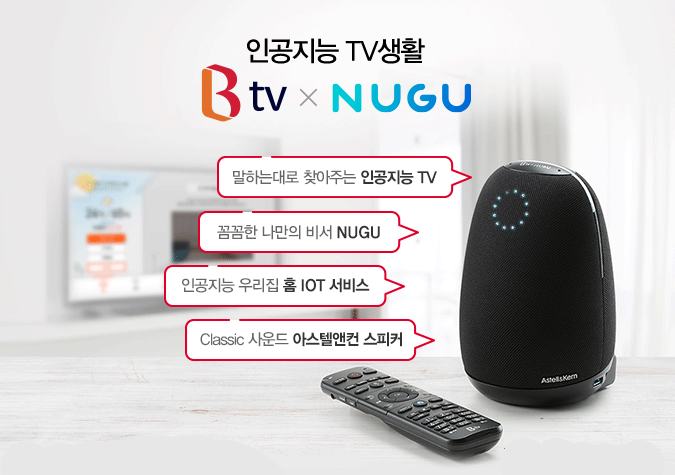 인공지능 TV생활
B tv × NUGU
말하는대로 찾아주는 인공지능 TV
꼼꼼한 나만의 비서 NUGU
인공지능 우리집 홈 IOT 서비스
Classic 사운드 아스텔앤컨 스피커
Astell&Kern
B tv